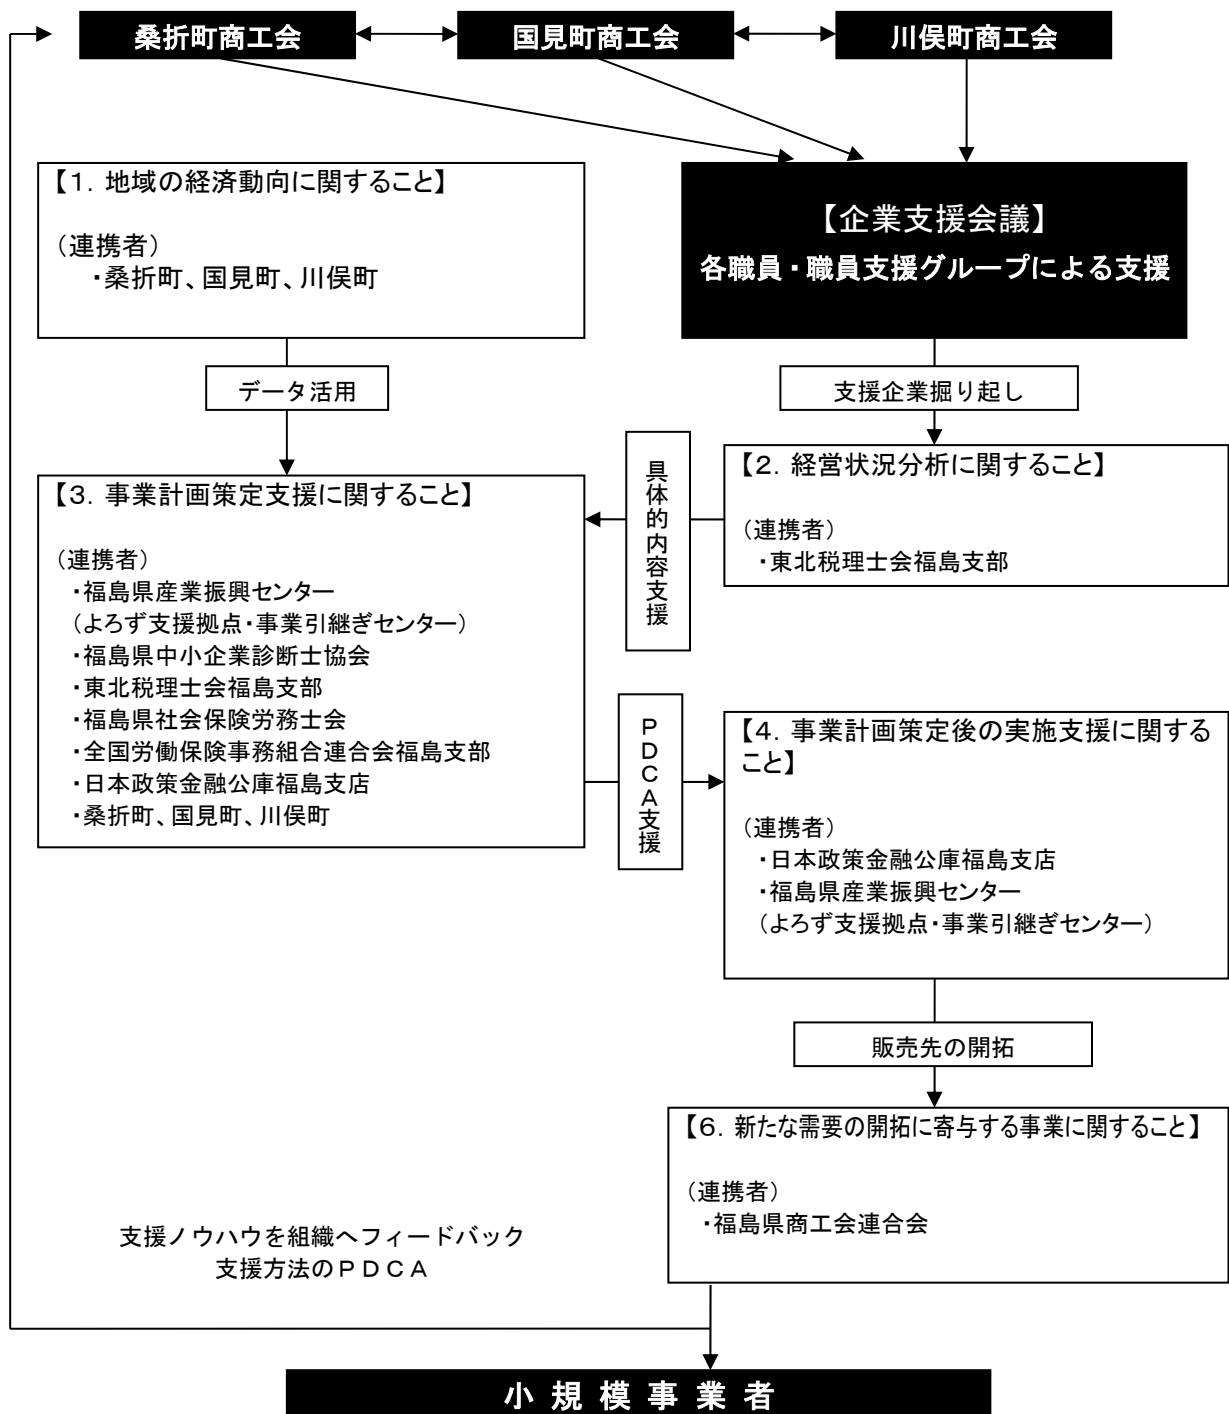 桑折町商工会
国見町商工会
川俣町商工会
【１．地域の経済動向に関すること】
（連携者）
・桑折町、国見町、川俣町
【企業支援会議】
各職員・職員支援グループによる支援
データ活用
支援企業掘り起し
【２．経営状況分析に関すること】
（連携者）
・東北税理士会福島支部
具体的内容支援
【３．事業計画策定支援に関すること】
（連携者）
・福島県産業振興センター
（よろず支援拠点・事業引継ぎセンター）
・福島県中小企業診断士協会
・東北税理士会福島支部
・福島県社会保険労務士会
・全国労働保険事務組合連合会福島支部
・日本政策金融公庫福島支店
・桑折町、国見町、川俣町
ＰＤＣＡ支援
【４．事業計画策定後の実施支援に関する
こと】
（連携者）
・日本政策金融公庫福島支店
・福島県産業振興センター
（よろず支援拠点・事業引継ぎセンター）
販売先の開拓
【６．新たな需要の開拓に寄与する事業に関すること】
（連携者）
・福島県商工会連合会
支援ノウハウを組織へフィードバック
支援方法のＰＤＣＡ
小規模事業者